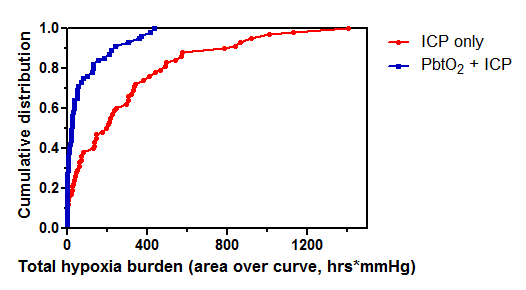 1.0
0.8
0.6
0.4
0.2
0.0
Cumulative distribution
0 400 800 1200
Total hypoxia burden (area over curve, hrs*mmHg)
ICP only
PbtO₂ + ICP